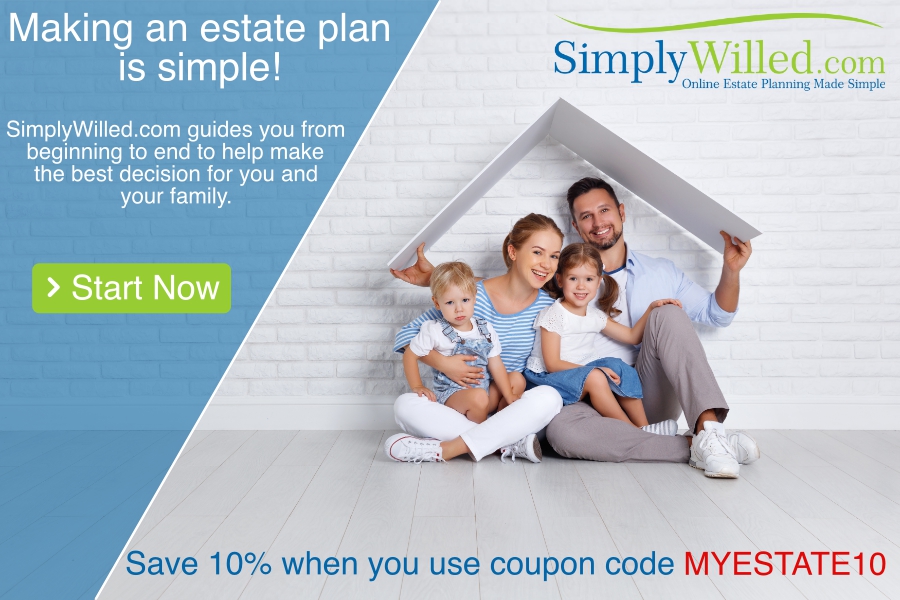 Making an estate plan
is simple!
SimplyWilled.com
Online Estate Planning Made Simple
SimplyWilled.com guides you from
beginning to end to help make
the best decision for you and
your family.
> Start Now
Save 10% when you use coupon code MYESTATE10